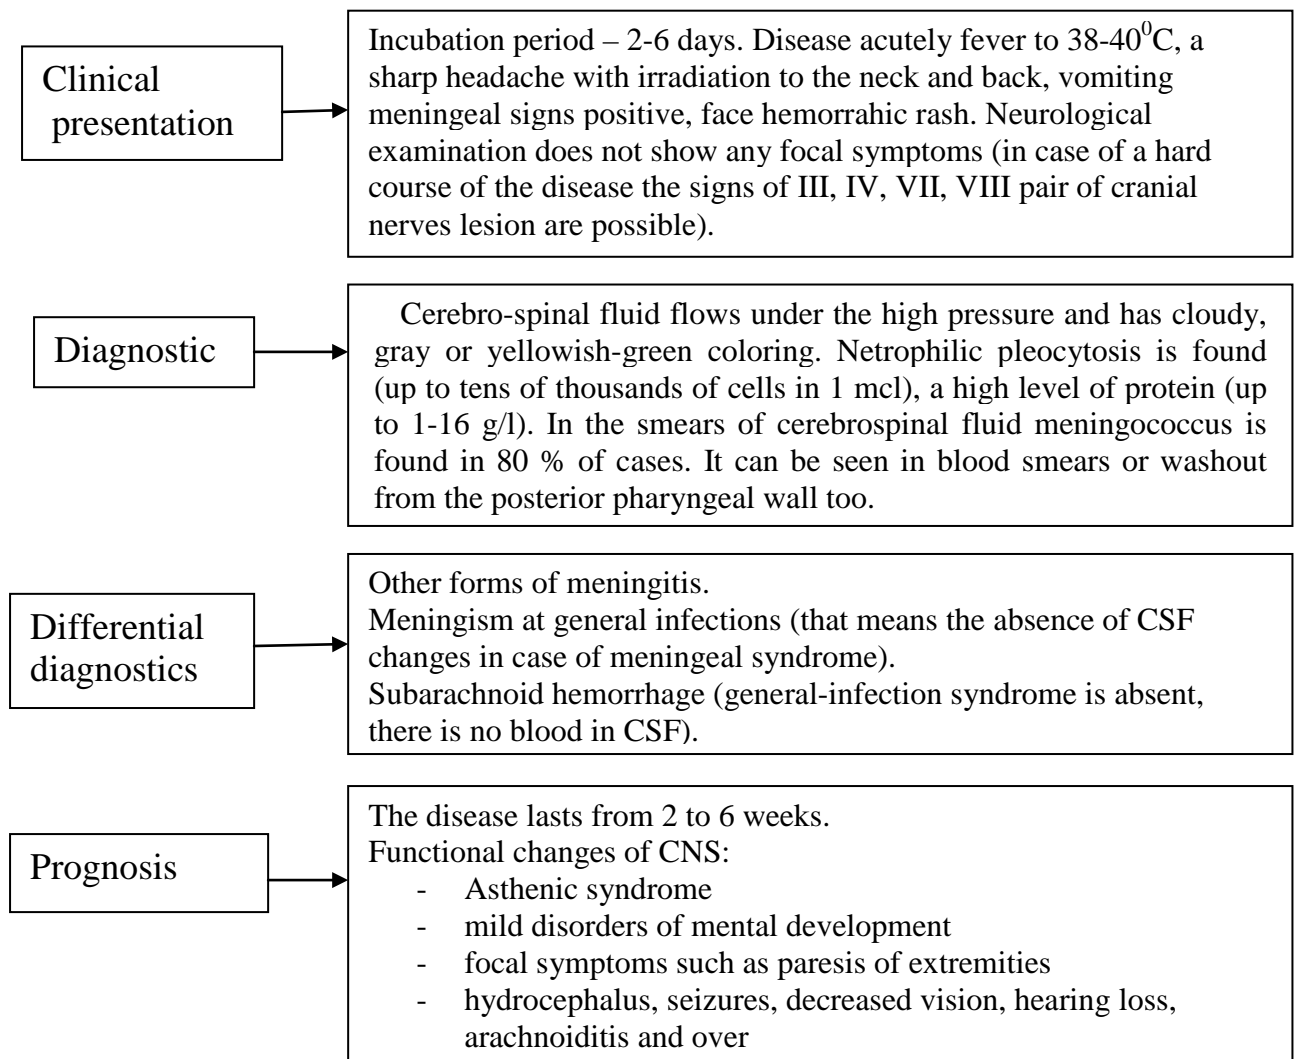 Clinical
presentation
Incubation period – 2-6 days. Disease acutely fever to 38-40⁰C, a
sharp headache with irradiation to the neck and back, vomiting
meningeal signs positive, face hemorrahic rash. Neurological
examination does not show any focal symptoms (in case of a hard
course of the disease the signs of III, IV, VII, VIII pair of cranial
nerves lesion are possible).
Diagnostic
Cerebro-spinal fluid flows under the high pressure and has cloudy,
gray or yellowish-green coloring. Netrophilic pleocytosis is found
(up to tens of thousands of cells in 1 mcl), a high level of protein (up
to 1-16 g/l). In the smears of cerebrospinal fluid meningococcus is
found in 80 % of cases. It can be seen in blood smears or washout
from the posterior pharyngeal wall too.
Differential
diagnostics
Other forms of meningitis.
Meningism at general infections (that means the absence of CSF
changes in case of meningeal syndrome).
Subarachnoid hemorrhage (general-infection syndrome is absent,
there is no blood in CSF).
Prognosis
The disease lasts from 2 to 6 weeks.
Functional changes of CNS:
- Asthenic syndrome
- mild disorders of mental development
- focal symptoms such as paresis of extremities
- hydrocephalus, seizures, decreased vision, hearing loss,
arachnoiditis and over